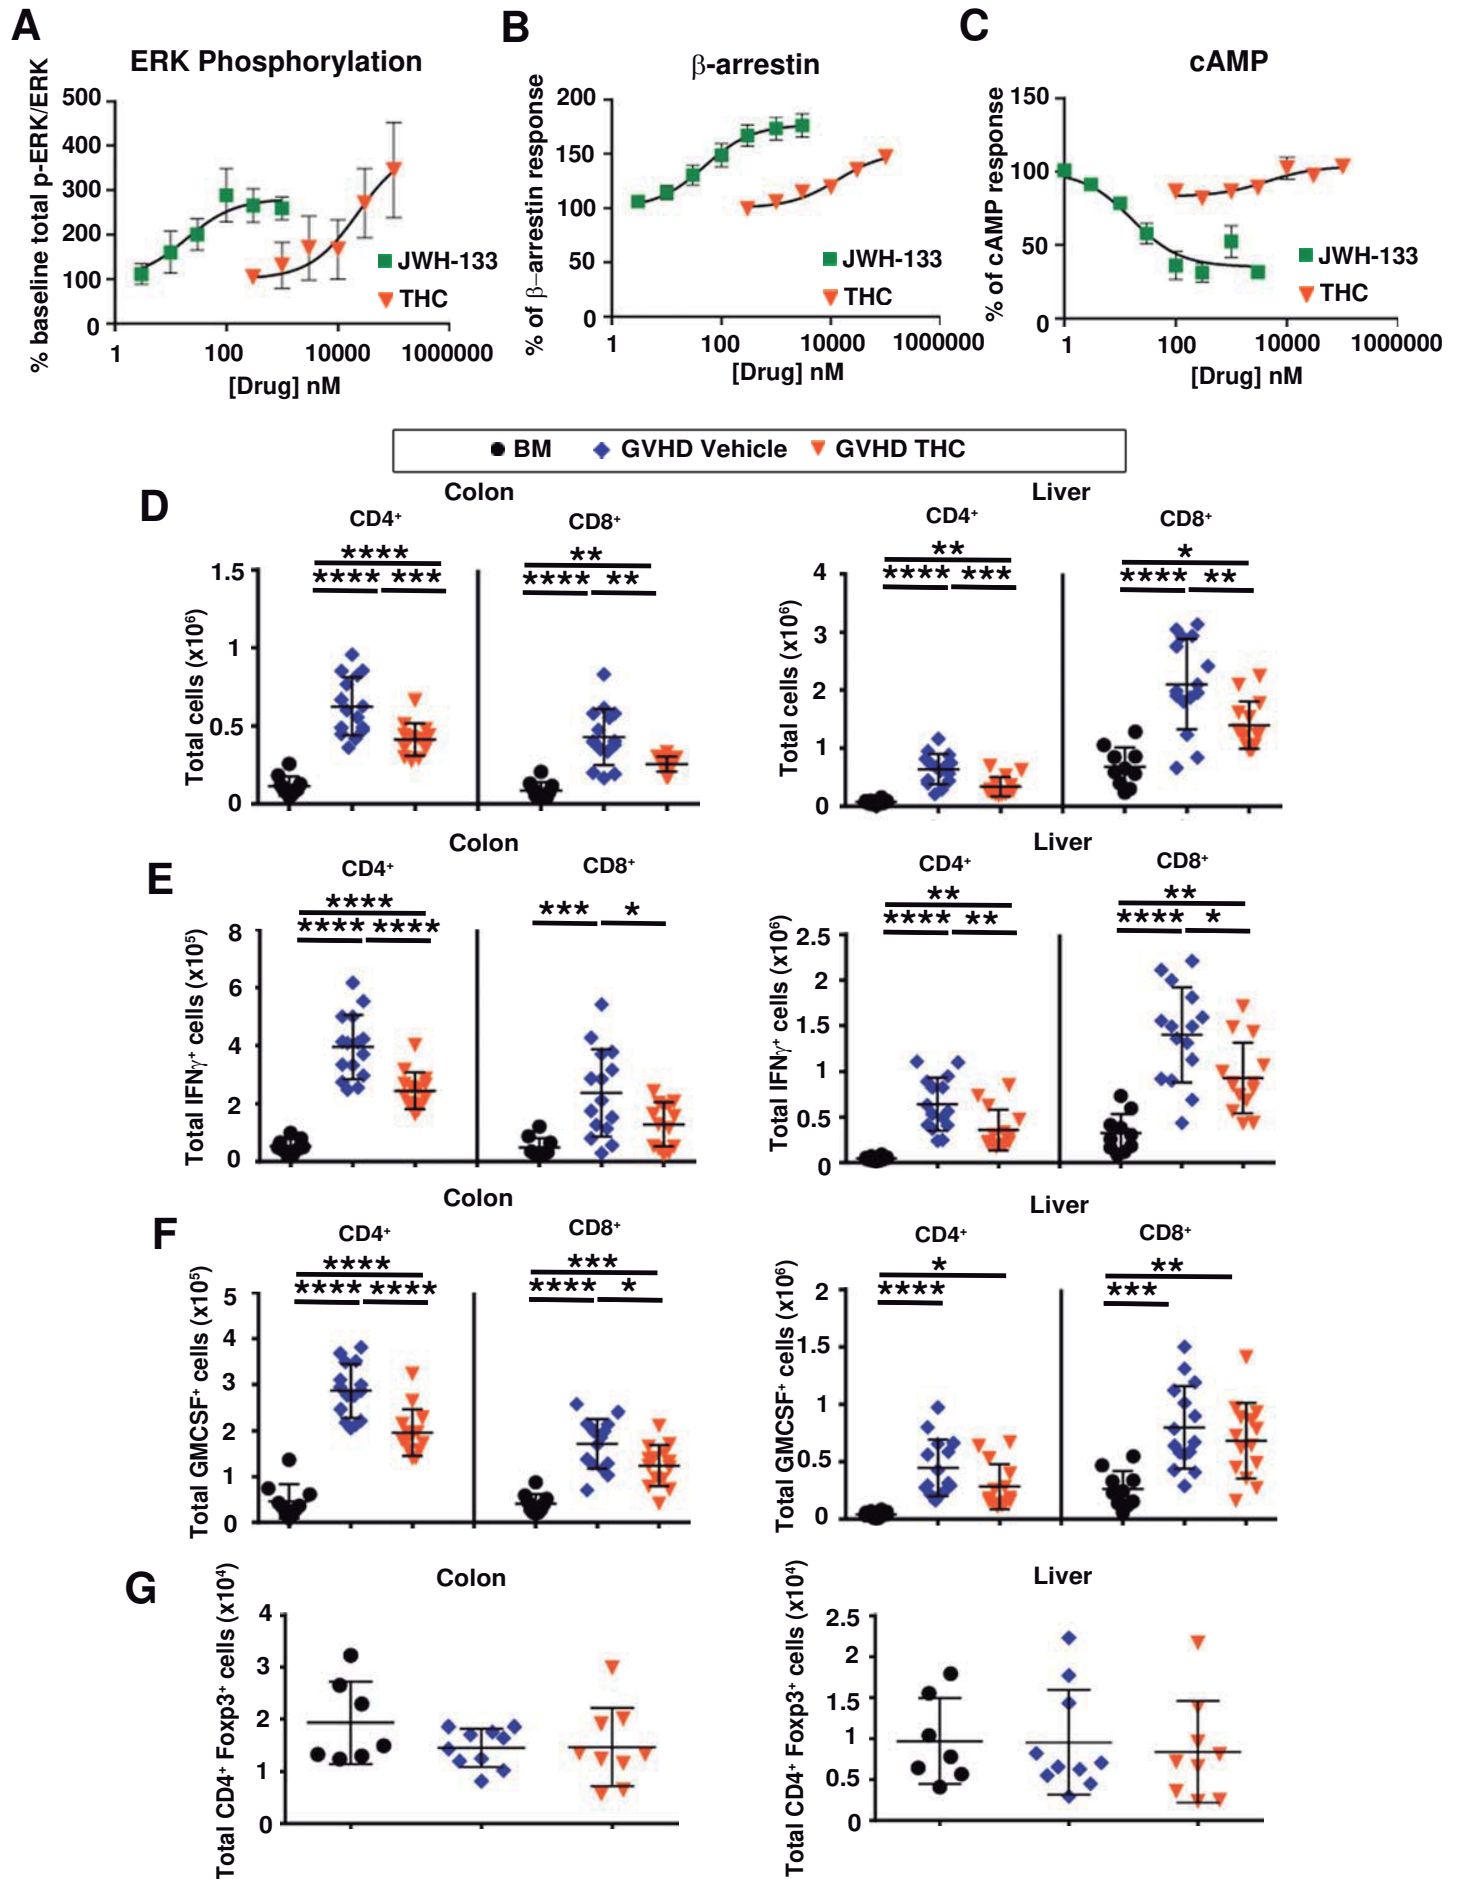 A
B
C
ERK Phosphorylation
β-arrestin
cAMP
% baseline total p-ERK/ERK
500
400
300
200
100
0
1 100 10000 1000000
[Drug] nM
JWH-133
THC
% of β-arrestin response
200
150
100
50
0
1 100 10000 1000000
[Drug] nM
JWH-133
THC
% of cAMP response
150
100
50
0
1 100 10000 1000000
[Drug] nM
JWH-133
THC
BM GVHD Vehicle GVHD THC
D
Colon
CD4⁺ CD8⁺
**** **
**** *** **** **
Total cells (x10⁶)
1.5
1
0.5
0
Liver
CD4⁺ CD8⁺
** *
**** *** **** **
Total cells (x10⁶)
4
3
2
1
0
E
Colon
CD4⁺ CD8⁺
****
**** **** *** *
Total IFNγ⁺ cells (x10⁵)
8
6
4
2
0
Liver
CD4⁺ CD8⁺
** **
**** ** **** *
Total IFNγ⁺ cells (x10⁶)
2.5
2
1.5
1
0.5
0
F
Colon
CD4⁺ CD8⁺
**** ***
**** **** **** *
Total GMCSF⁺ cells (x10⁵)
5
4
3
2
1
0
Liver
CD4⁺ CD8⁺
* **
**** ***
Total GMCSF⁺ cells (x10⁶)
2
1.5
1
0.5
0
G
Colon
Total CD4⁺ Foxp3⁺ cells (x10⁴)
4
3
2
1
0
Liver
Total CD4⁺ Foxp3⁺ cells (x10⁴)
2.5
2
1.5
1
0.5
0